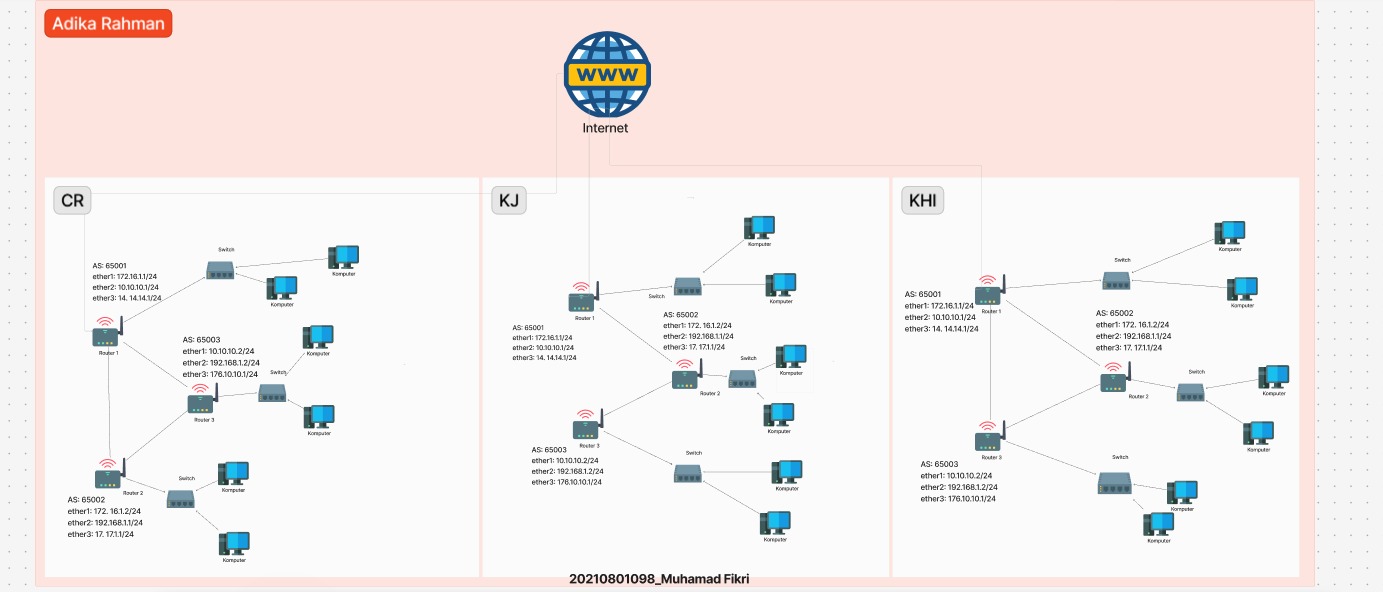 Adika Rahman
WWW
Internet
CR
Switch
Komputer
Komputer
AS: 65001
ether1: 172.16.1.1/24
ether2: 10.10.10.1/24
ether3: 14. 14.14.1/24
Router 1
AS: 65003
ether1: 10.10.10.2/24
ether2: 192.168.1.2/24
ether3: 176.10.10.1/24
Komputer
Switch
Router 3
Komputer
Router 2
Switch
Komputer
AS: 65002
ether1: 172. 16.1.2/24
ether2: 192.168.1.1/24
ether3: 17. 17.1.1/24
Komputer
KJ
Komputer
Switch
Komputer
Router 1
AS: 65001
ether1: 172.16.1.1/24
ether2: 10.10.10.1/24
ether3: 14. 14.14.1/24
AS: 65002
ether1: 172. 16.1.2/24
ether2: 192.168.1.1/24
ether3: 17. 17.1.1/24
Switch
Komputer
Router 2
Komputer
Router 3
AS: 65003
ether1: 10.10.10.2/24
ether2: 192.168.1.2/24
ether3: 176.10.10.1/24
Switch
Komputer
Komputer
KHI
Komputer
Switch
Komputer
AS: 65001
ether1: 172.16.1.1/24
ether2: 10.10.10.1/24
ether3: 14. 14.14.1/24
Router 1
AS: 65002
ether1: 172. 16.1.2/24
ether2: 192.168.1.1/24
ether3: 17. 17.1.1/24
Switch
Komputer
Router 2
Komputer
Router 3
AS: 65003
ether1: 10.10.10.2/24
ether2: 192.168.1.2/24
ether3: 176.10.10.1/24
Switch
Komputer
Komputer
20210801098_Muhamad Fikri